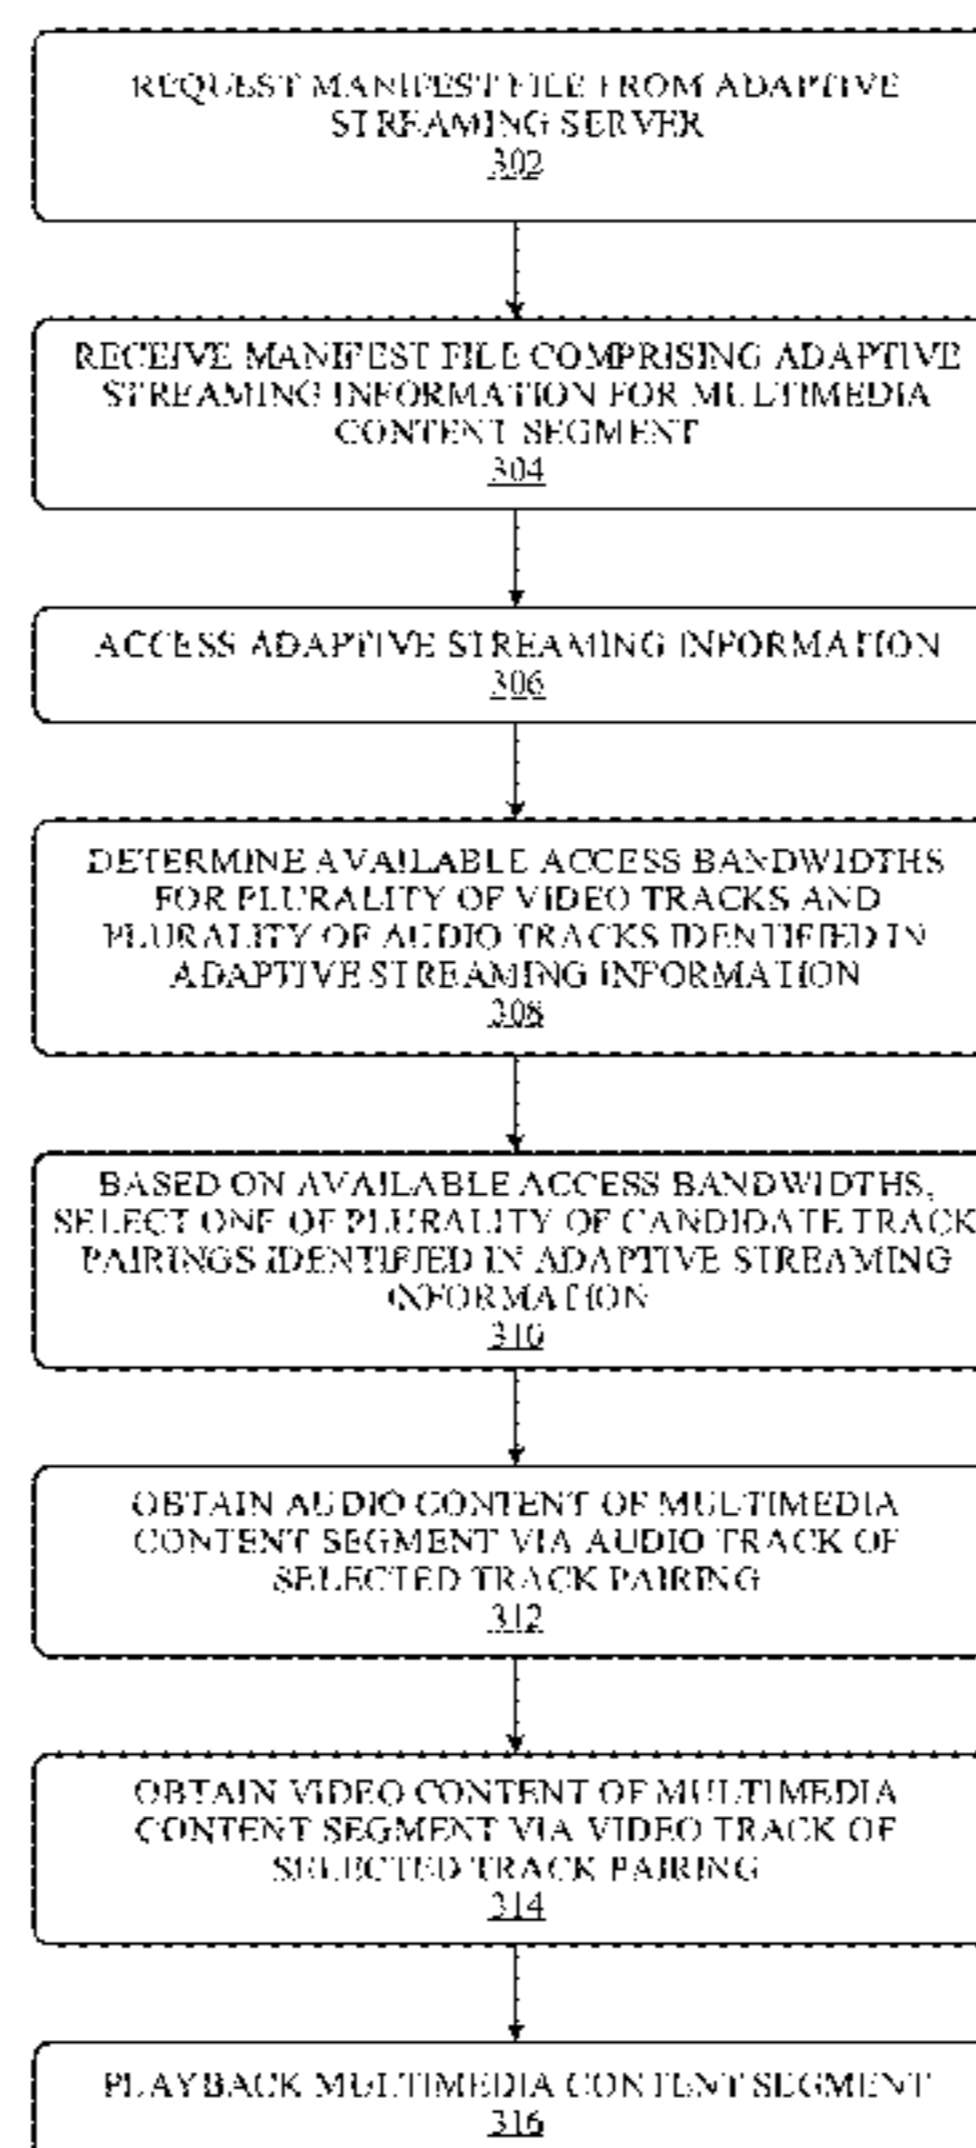 REQUEST MANIFEST FILE FROM ADAPTIVE
STREAMING SERVER
302
RECEIVE MANIFEST FILE COMPRISING ADAPTIVE
STREAMING INFORMATION FOR MULTIMEDIA
CONTENT SEGMENT
304
ACCESS ADAPTIVE STREAMING INFORMATION
306
DETERMINE AVAILABLE ACCESS BANDWIDTHS
FOR PLURALITY OF VIDEO TRACKS AND
PLURALITY OF AUDIO TRACKS IDENTIFIED IN
ADAPTIVE STREAMING INFORMATION
308
BASED ON AVAILABLE ACCESS BANDWIDTHS,
SELECT ONE OF PLURALITY OF CANDIDATE TRACK
PAIRINGS IDENTIFIED IN ADAPTIVE STREAMING
INFORMATION
310
OBTAIN AUDIO CONTENT OF MULTIMEDIA
CONTENT SEGMENT VIA AUDIO TRACK OF
SELECTED TRACK PAIRING
312
OBTAIN VIDEO CONTENT OF MULTIMEDIA
CONTENT SEGMENT VIA VIDEO TRACK OF
SELECTED TRACK PAIRING
314
PLAYBACK MULTIMEDIA CONTENT SEGMENT
316